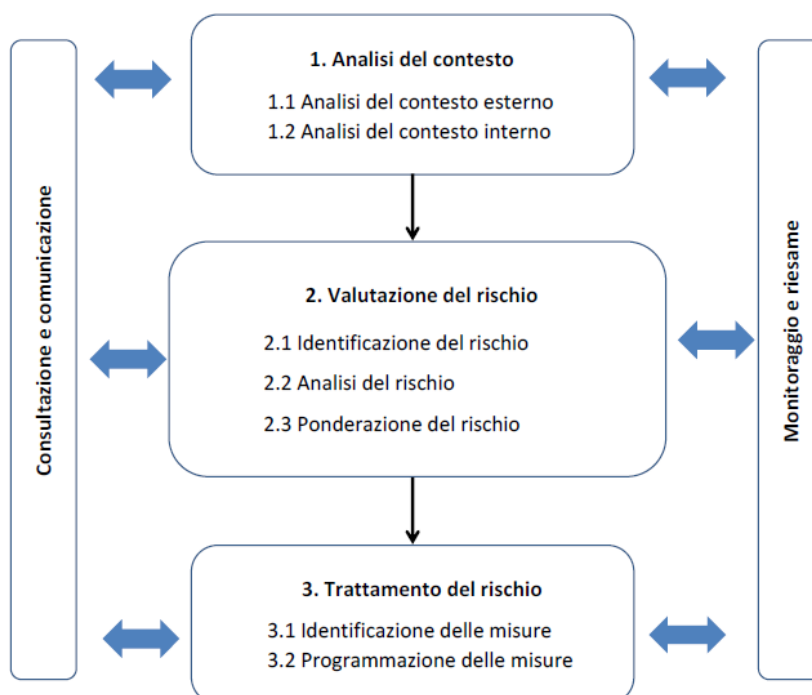 Consultazione e comunicazione
1. Analisi del contesto
1.1 Analisi del contesto esterno
1.2 Analisi del contesto interno
2. Valutazione del rischio
2.1 Identificazione del rischio
2.2 Analisi del rischio
2.3 Ponderazione del rischio
3. Trattamento del rischio
3.1 Identificazione delle misure
3.2 Programmazione delle misure
Monitoraggio e riesame